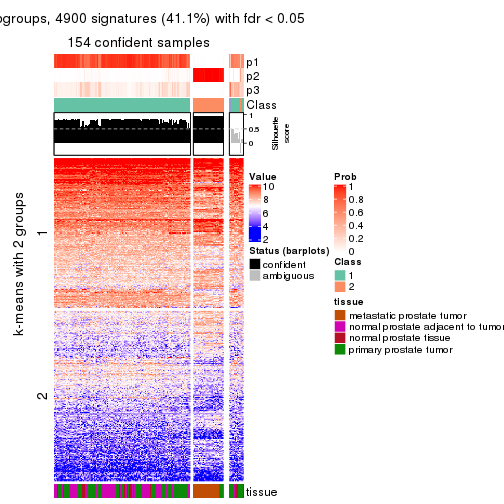 ogroups, 4900 signatures (41.1%) with fdr < 0.05
154 confident samples
p1
p2
p3
Class
1
0.5
0
Silhouette
score
k-means with 2 groups
1
2
Value
10
8
6
4
2
Status (barplots)
confident
ambiguous
Prob
1
0.8
0.6
0.4
0.2
0
Class
1
2
tissue
metastatic prostate tumor
normal prostate adjacent to tumor
normal prostate tissue
primary prostate tumor
tissue